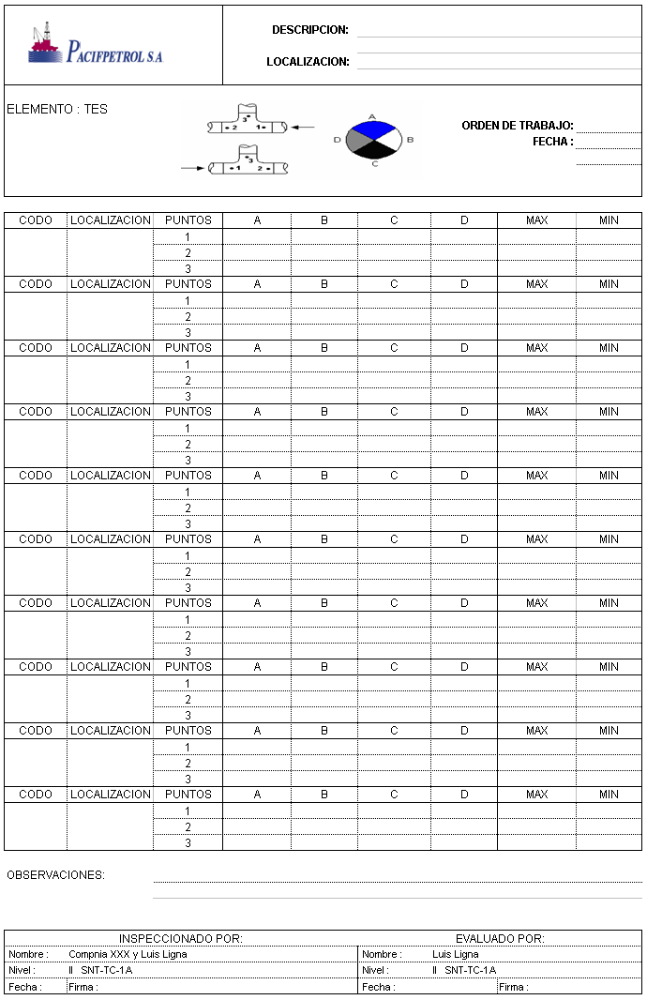 PACIFPETROL S.A
DESCRIPCION:
LOCALIZACION:
ELEMENTO : TES
3
2 1
3
1 2
A
D B
C
ORDEN DE TRABAJO:
FECHA :
CODO LOCALIZACION PUNTOS A B C D MAX MIN
1
2
3
CODO LOCALIZACION PUNTOS A B C D MAX MIN
1
2
3
CODO LOCALIZACION PUNTOS A B C D MAX MIN
1
2
3
CODO LOCALIZACION PUNTOS A B C D MAX MIN
1
2
3
CODO LOCALIZACION PUNTOS A B C D MAX MIN
1
2
3
CODO LOCALIZACION PUNTOS A B C D MAX MIN
1
2
3
CODO LOCALIZACION PUNTOS A B C D MAX MIN
1
2
3
CODO LOCALIZACION PUNTOS A B C D MAX MIN
1
2
3
CODO LOCALIZACION PUNTOS A B C D MAX MIN
1
2
3
CODO LOCALIZACION PUNTOS A B C D MAX MIN
1
2
3
OBSERVACIONES:
INSPECCIONADO POR: EVALUADO POR:
Nombre : Compnia XXX y Luis Ligna Nombre : Luis Ligna
Nivel : II SNT-TC-1A Nivel : II SNT-TC-1A
Fecha : Firma : Fecha : Firma :